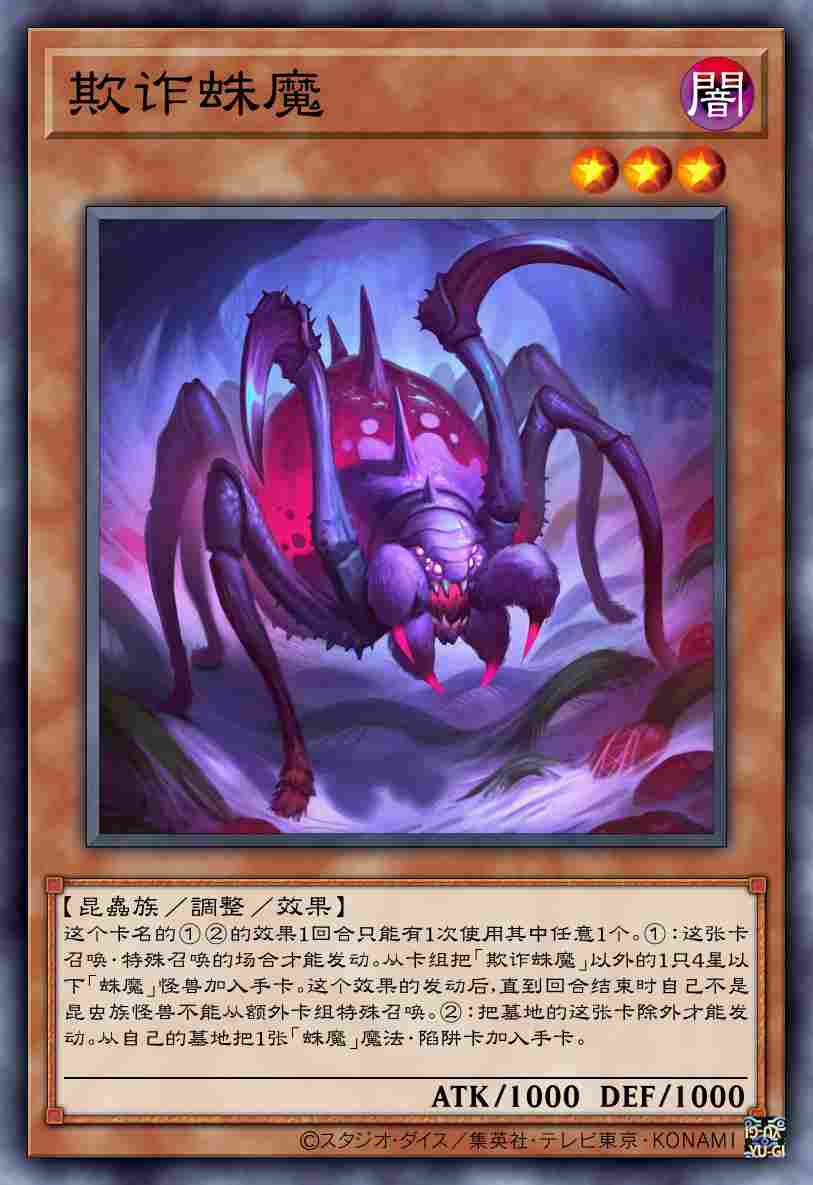 欺诈蛛魔
闇
【昆蟲族／調整／效果】
这个卡名的①②的效果1回合只能有1次使用其中任意1个。①：这张卡
召唤·特殊召唤的场合才能发动。从卡组把「欺诈蛛魔」以外的1只4星以
下「蛛魔」怪兽加入手卡。这个效果的发动后，直到回合结束时自己不是
昆虫族怪兽不能从额外卡组特殊召唤。②：把墓地的这张卡除外才能发
动。从自己的墓地把1张「蛛魔」魔法·陷阱卡加入手卡。
ATK/1000 DEF/1000
©スタジオ·ダイス／集英社·テレビ東京·KONAMI